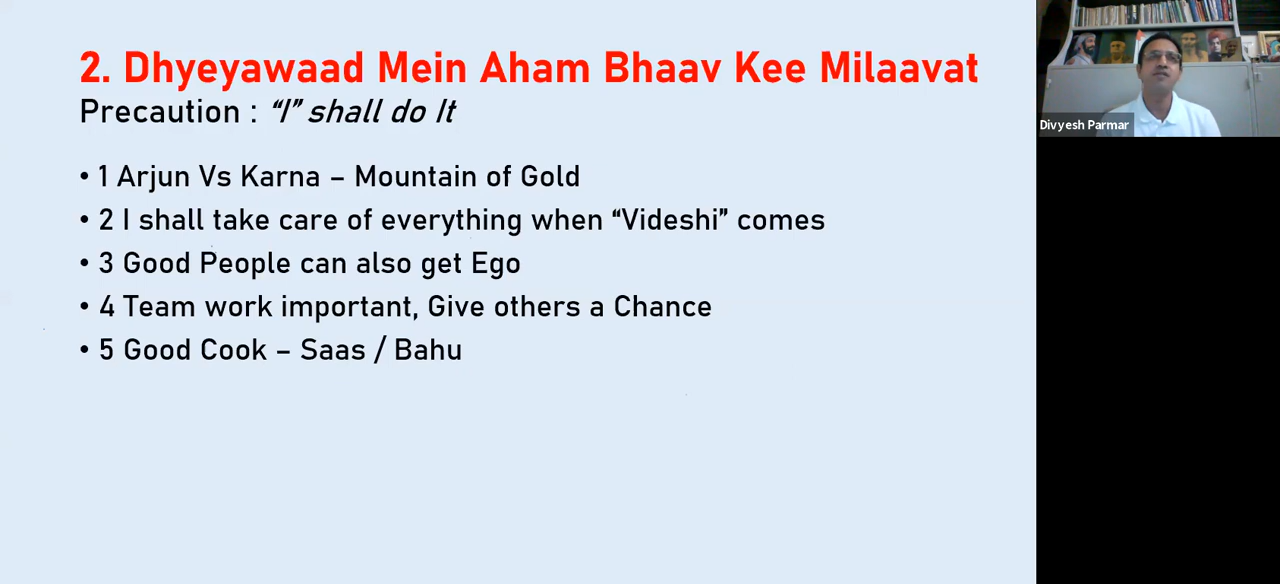 2. Dhyeyawaad Mein Aham Bhaav Kee Milaavat
Precaution : “I” shall do It
• 1 Arjun Vs Karna – Mountain of Gold
• 2 I shall take care of everything when “Videshi” comes
• 3 Good People can also get Ego
• 4 Team work important, Give others a Chance
• 5 Good Cook – Saas / Bahu
Divyesh Parmar